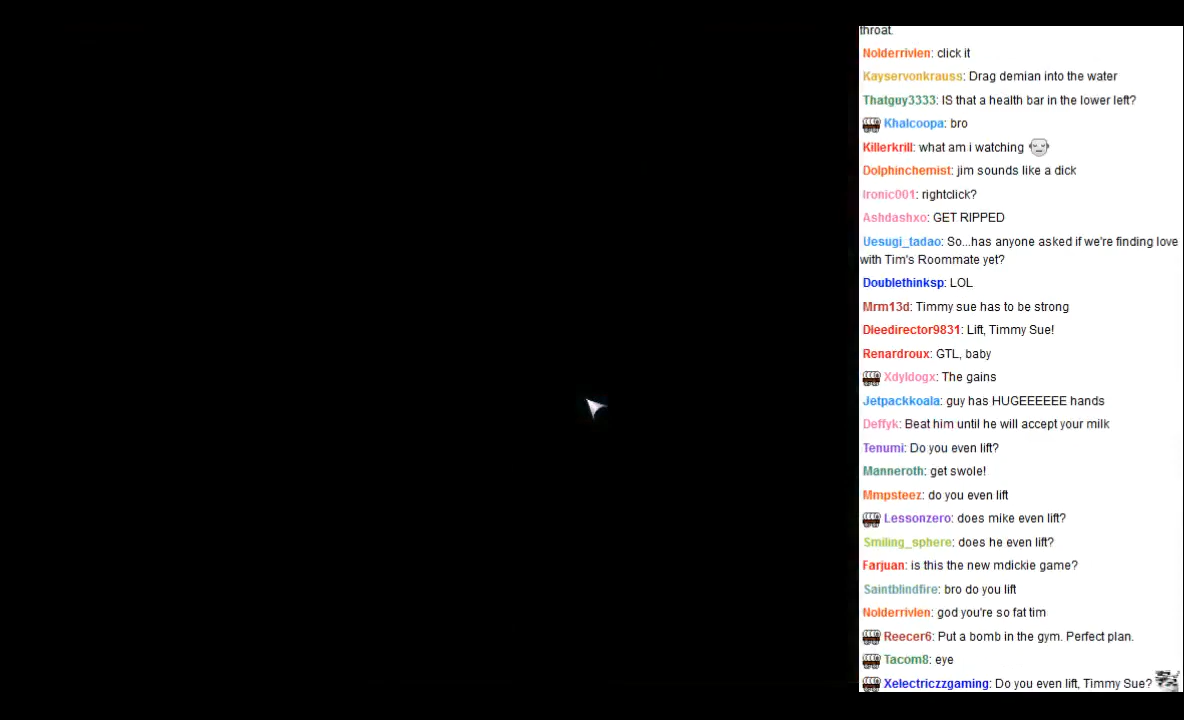 throat.
Nolderrivlen: click it
Kayservonkrauss: Drag demian into the water
Thatguy3333: IS that a health bar in the lower left?
Khalcoopa: bro
Killerkrill: what am i watching
Dolphinchemist: jim sounds like a dick
Ironic001: rightclick?
Ashdashxo: GET RIPPED
Uesugi_tadao: So...has anyone asked if we're finding love
with Tim's Roommate yet?
Doublethinksp: LOL
Mrm13d: Timmy sue has to be strong
Dieedirector9831: Lift, Timmy Sue!
Renardroux: GTL, baby
Xdyldogx: The gains
Jetpackkoala: guy has HUGEEEEEE hands
Deffyk: Beat him until he will accept your milk
Tenumi: Do you even lift?
Manneroth: get swole!
Mmpsteez: do you even lift
Lessonzero: does mike even lift?
Smiling_sphere: does he even lift?
Farjuan: is this the new mdickie game?
Saintblindfire: bro do you lift
Nolderrivlen: god you're so fat tim
Reecer6: Put a bomb in the gym. Perfect plan.
Tacom8: eye
Xelectriczzgaming: Do you even lift, Timmy Sue?